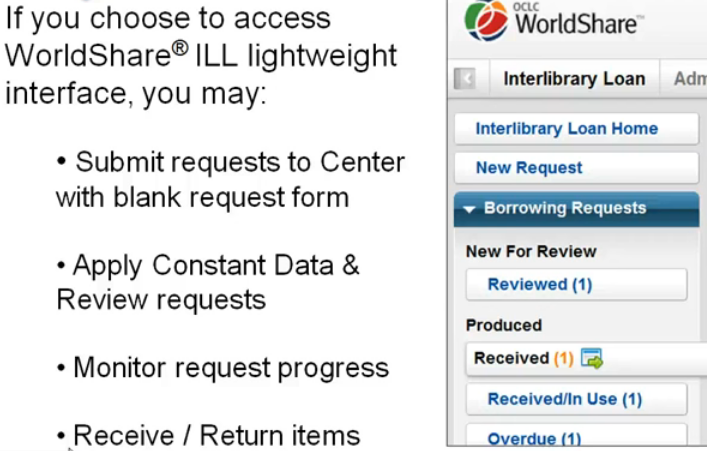 If you choose to access
WorldShare® ILL lightweight
interface, you may:
• Submit requests to Center
with blank request form
• Apply Constant Data &
Review requests
• Monitor request progress
• Receive / Return items
OCLC
WorldShare™
Interlibrary Loan Adm
Interlibrary Loan Home
New Request
Borrowing Requests
New For Review
Reviewed (1)
Produced
Received (1)
Received/In Use (1)
Overdue (1)